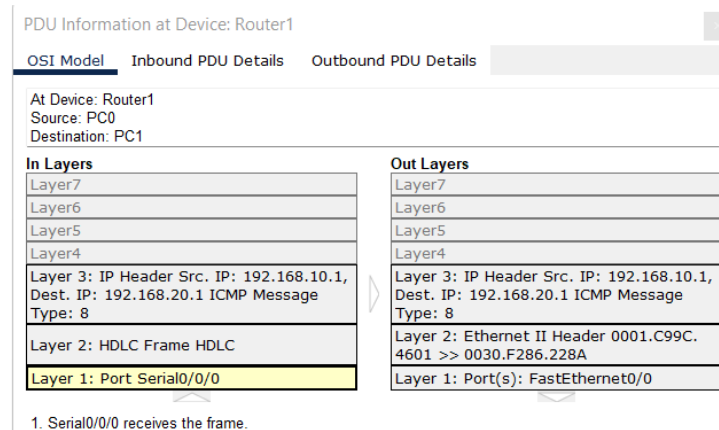 PDU Information at Device: Router1
OSI Model Inbound PDU Details Outbound PDU Details
At Device: Router1
Source: PC0
Destination: PC1
In Layers
Layer7
Layer6
Layer5
Layer4
Layer 3: IP Header Src. IP: 192.168.10.1,
Dest. IP: 192.168.20.1 ICMP Message
Type: 8
Layer 2: HDLC Frame HDLC
Layer 1: Port Serial0/0/0
Out Layers
Layer7
Layer6
Layer5
Layer4
Layer 3: IP Header Src. IP: 192.168.10.1,
Dest. IP: 192.168.20.1 ICMP Message
Type: 8
Layer 2: Ethernet II Header 0001.C99C.
4601 >> 0030.F286.228A
Layer 1: Port(s): FastEthernet0/0
1. Serial0/0/0 receives the frame.